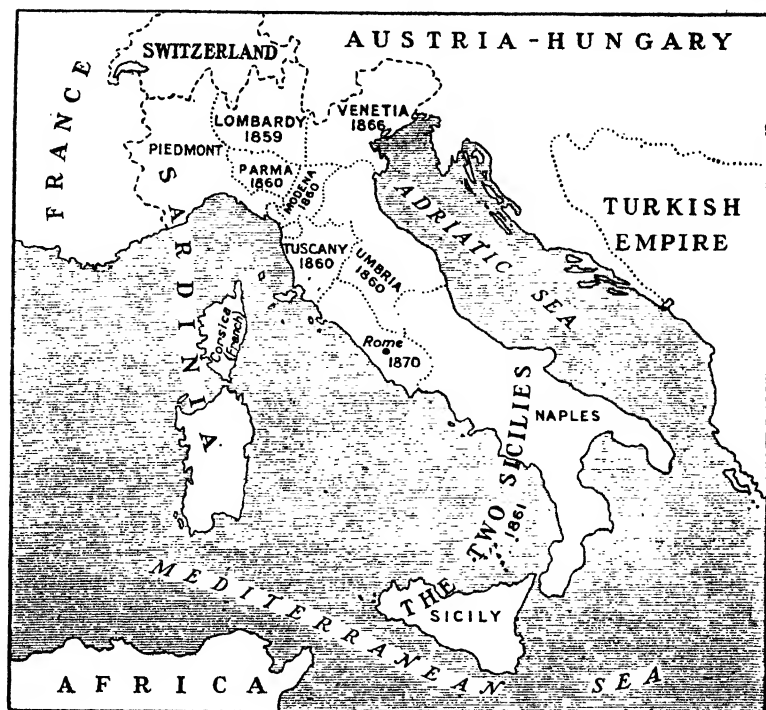 AUSTRIA-HUNGARY
SWITZERLAND
FRANCE
LOMBARDY
1859
VENETIA
1866
PIEDMONT
PARMA
1860
MODENA
1860
SARDINIA
ADRIATIC SEA
TURKISH
EMPIRE
TUSCANY
1860
UMBRIA
1860
Corsica
(French)
Rome
1870
NAPLES
THE TWO SICILIES
1861
SICILY
MEDITERRANEAN SEA
AFRICA